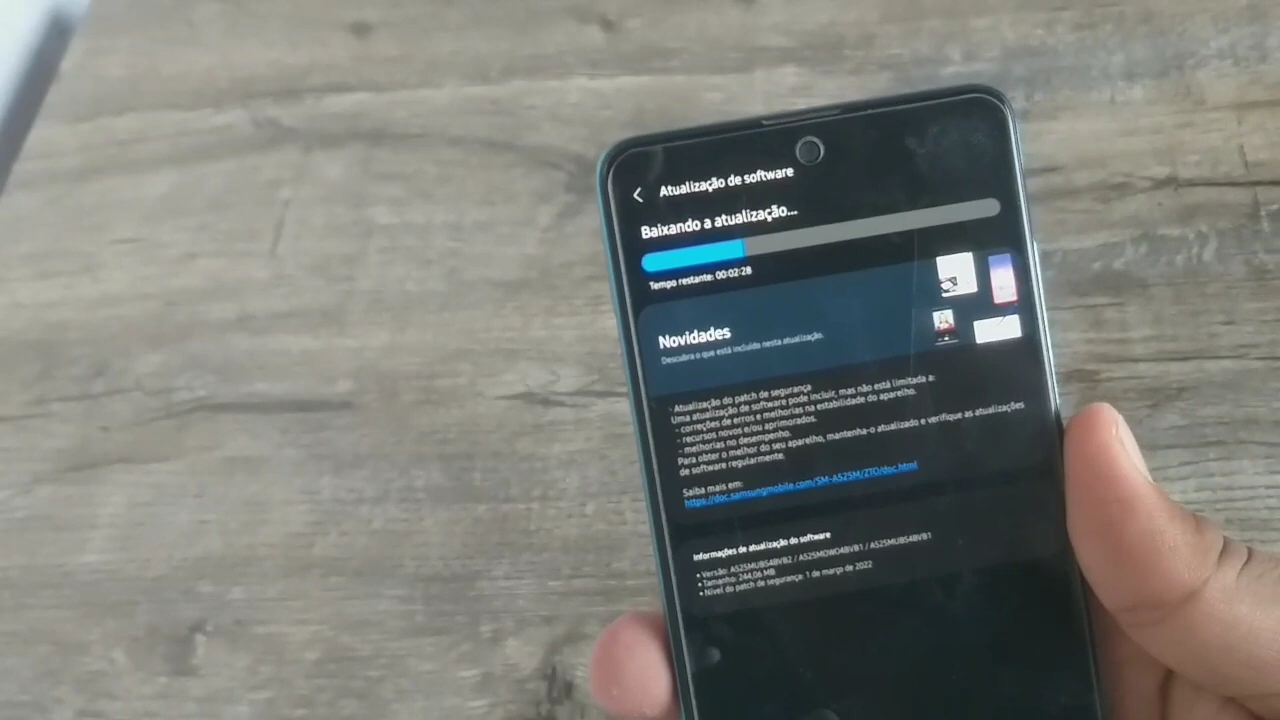 Atualização de software
Baixando a atualização...
Tempo restante: 00:02:28
Novidades
Descubra o que está incluído nesta atualização.
· Atualização do patch de segurança
Uma atualização de software pode incluir, mas não está limitada a:
- correções de erros e melhorias na estabilidade do aparelho.
- recursos novos e/ou aprimorados.
- melhorias no desempenho.
Para obter o melhor do seu aparelho, mantenha-o atualizado e verifique as atualizações
de software regularmente.
Saiba mais em:
https://doc.samsungmobile.com/SM-A525M/ZTO/doc.html
Informações de atualização do software
• Versão: A525MUBS4BVB2 / A525MOWO4BVB1 / A525MUBS4BVB1
• Tamanho: 244,06 MB
• Nível do patch de segurança: 1 de março de 2022